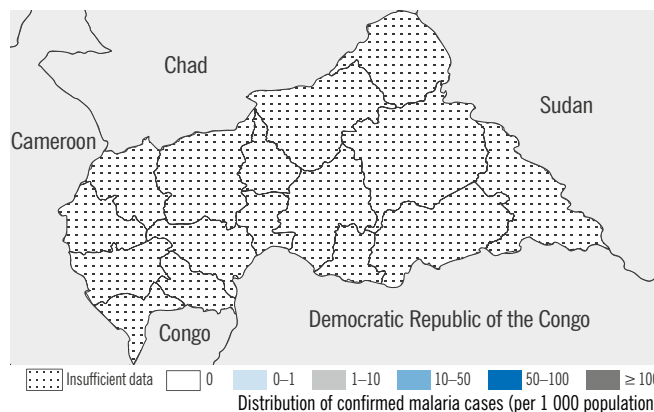 Chad
Sudan
Cameroon
Democratic Republic of the Congo
Congo
Insufficient data 0 0–1 1–10 10–50 50–100
Distribution of confirmed malaria cases (per 1 000 population